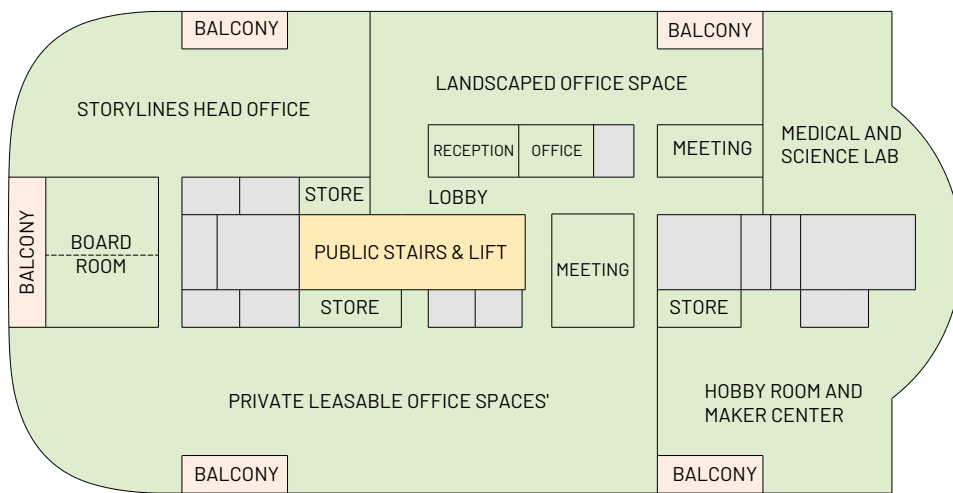 BALCONY
BALCONY
LANDSCAPED OFFICE SPACE
STORYLINES HEAD OFFICE
MEDICAL AND
SCIENCE LAB
RECEPTION
OFFICE
MEETING
STORE
LOBBY
BALCONY
BOARD
ROOM
PUBLIC STAIRS & LIFT
MEETING
STORE
STORE
PRIVATE LEASABLE OFFICE SPACES'
HOBBY ROOM AND
MAKER CENTER
BALCONY
BALCONY